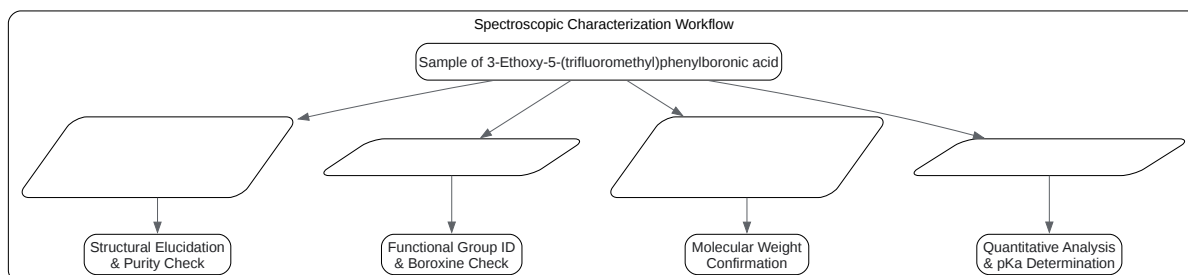 Spectroscopic Characterization Workflow
Sample of 3-Ethoxy-5-(trifluoromethyl)phenylboronic acid
Structural Elucidation
& Purity Check
Functional Group ID
& Boroxine Check
Molecular Weight
Confirmation
Quantitative Analysis
& pKa Determination